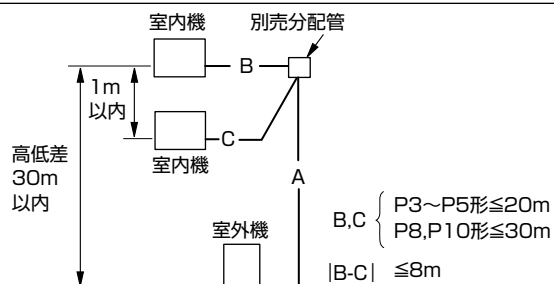 室内機
別売分配管
B
1m
以内
C
室内機
高低差
30m
以内
A
室外機
B,C
P3～P5形≦20m
P8,P10形≦30m
|B-C| ≦8m